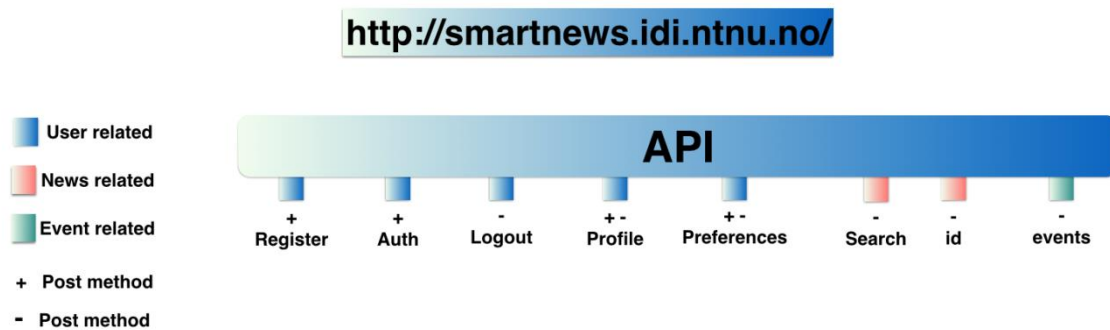 http://smartnews.idi.ntnu.no/
API
User related
News related
Event related
+ Post method
- Post method
+ + - + - + - - - -
Register Auth Logout Profile Preferences Search id events